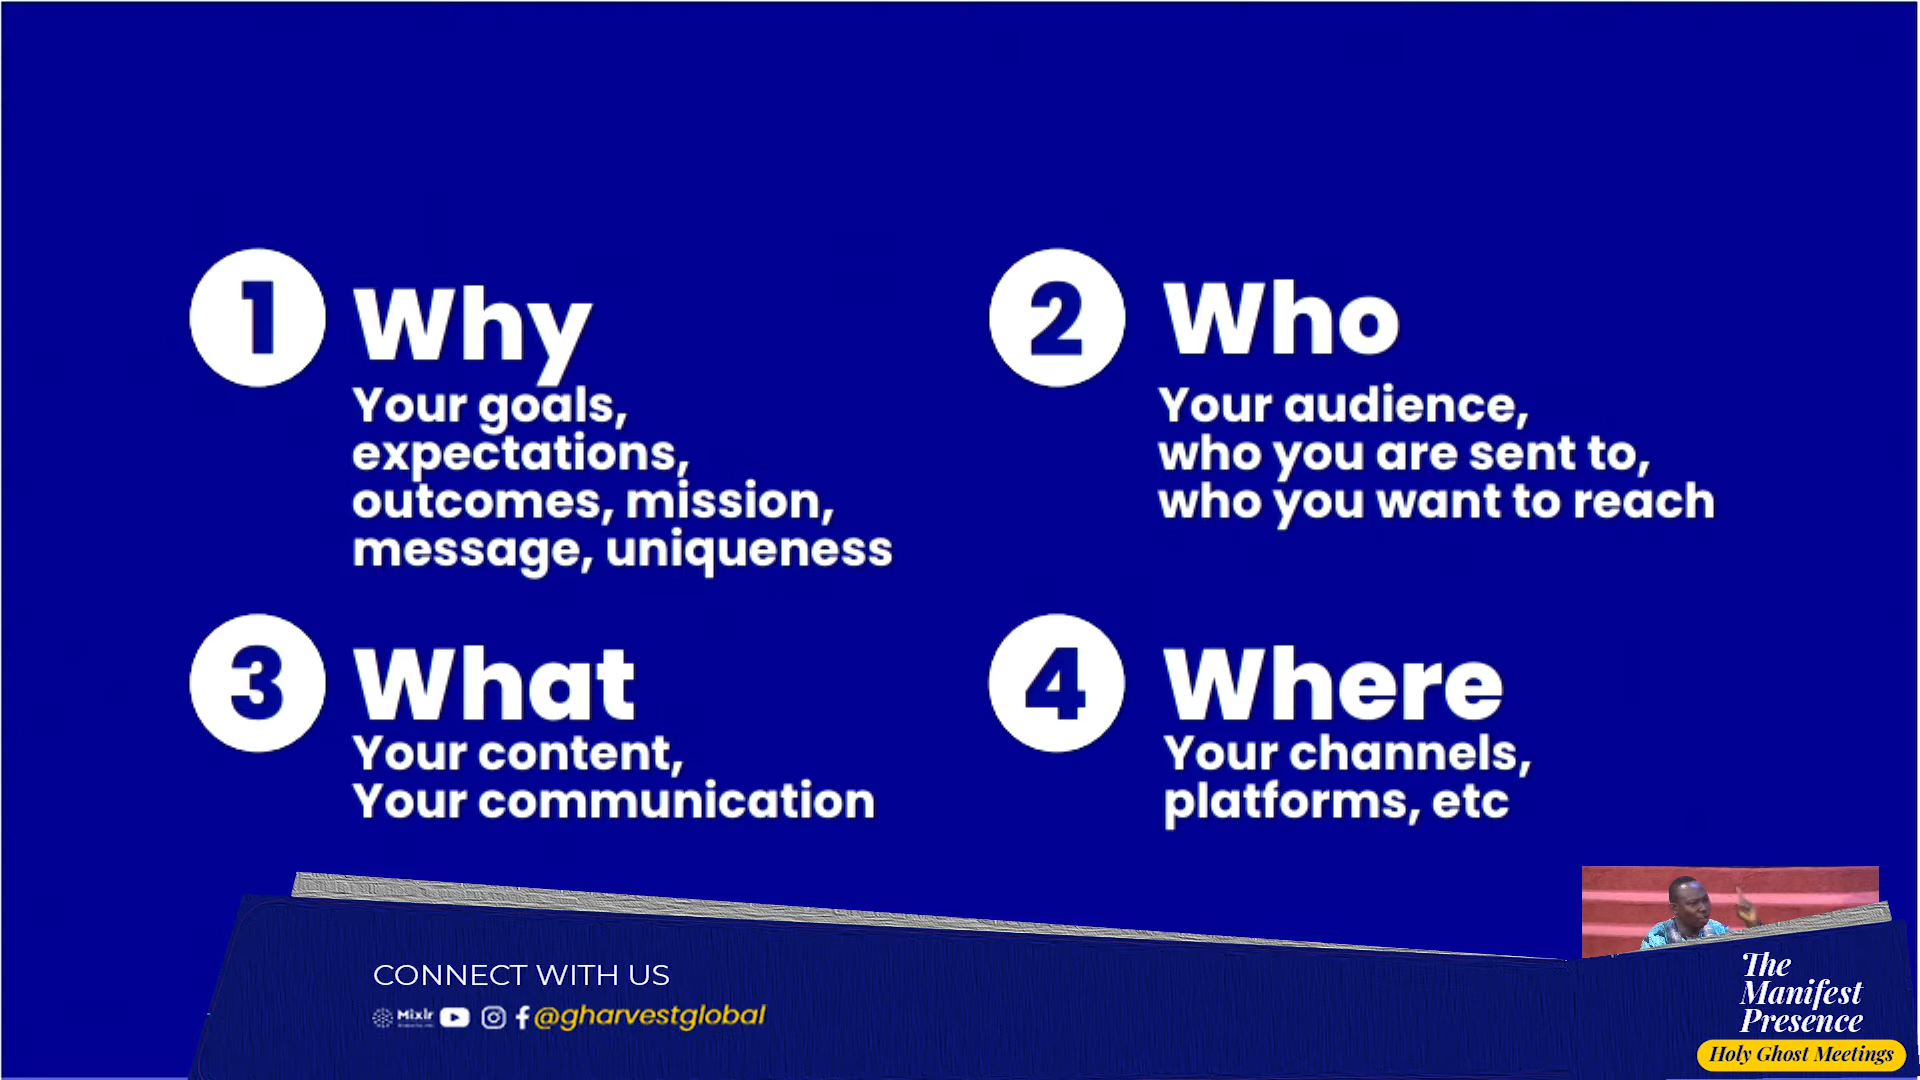 1
Why
Your goals,
expectations,
outcomes, mission,
message, uniqueness
2
Who
Your audience,
who you are sent to,
who you want to reach
3
What
Your content,
Your communication
4
Where
Your channels,
platforms, etc
CONNECT WITH US
Mixlr
@gharvestglobal
The
Manifest
Presence
Holy Ghost Meetings